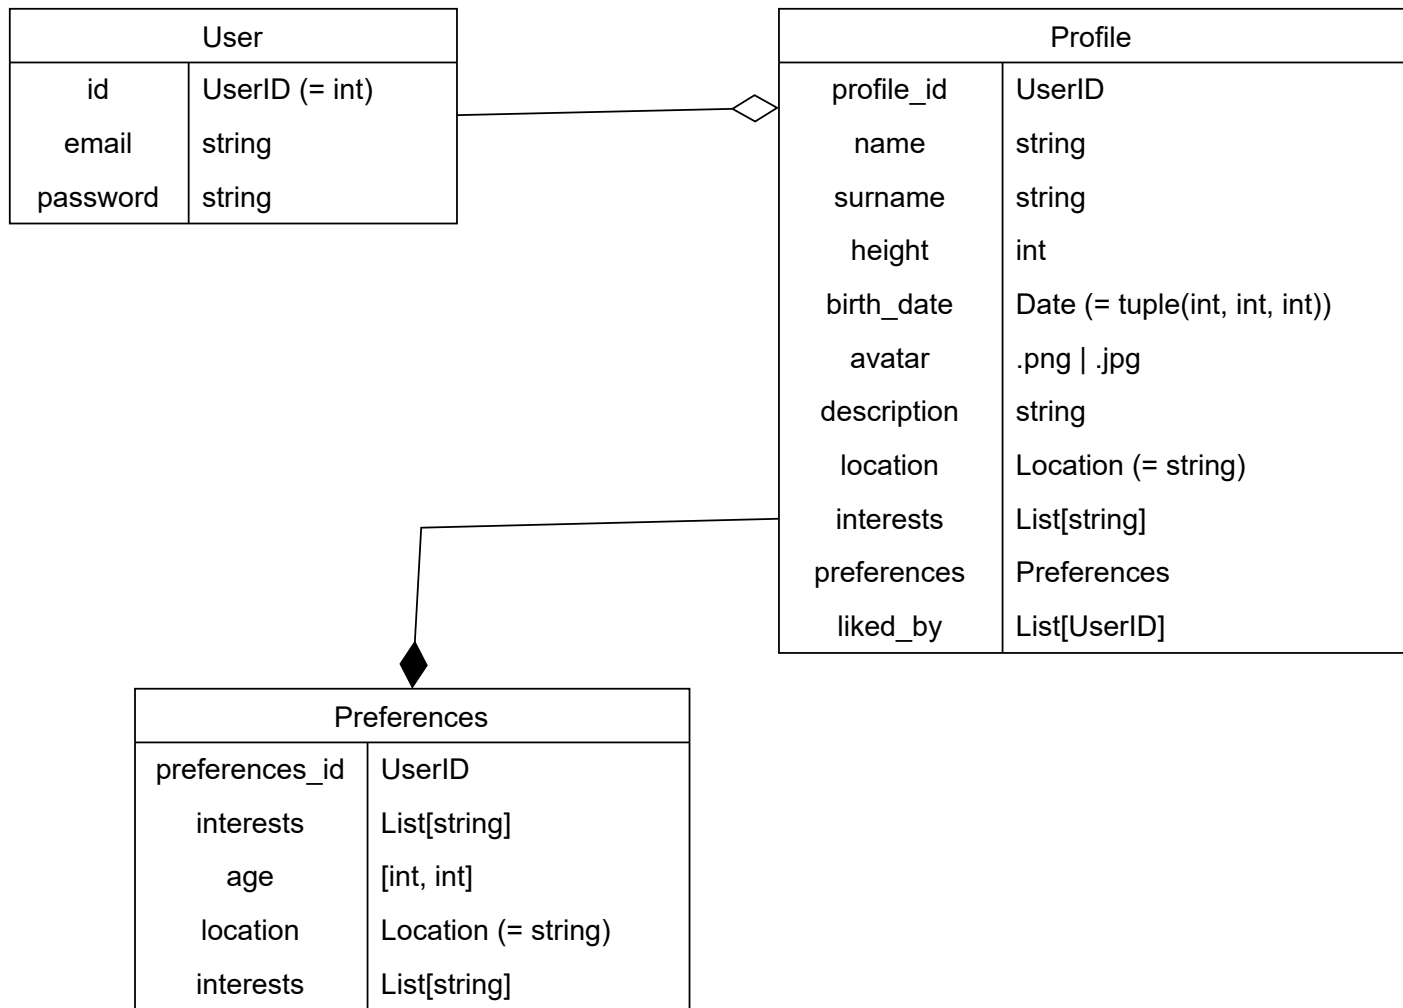 User
id UserID (= int)
email string
password string
Profile
profile_id UserID
name string
surname string
height int
birth_date Date (= tuple(int, int, int))
avatar .png | .jpg
description string
location Location (= string)
interests List[string]
preferences Preferences
liked_by List[UserID]
Preferences
preferences_id UserID
interests List[string]
age [int, int]
location Location (= string)
interests List[string]